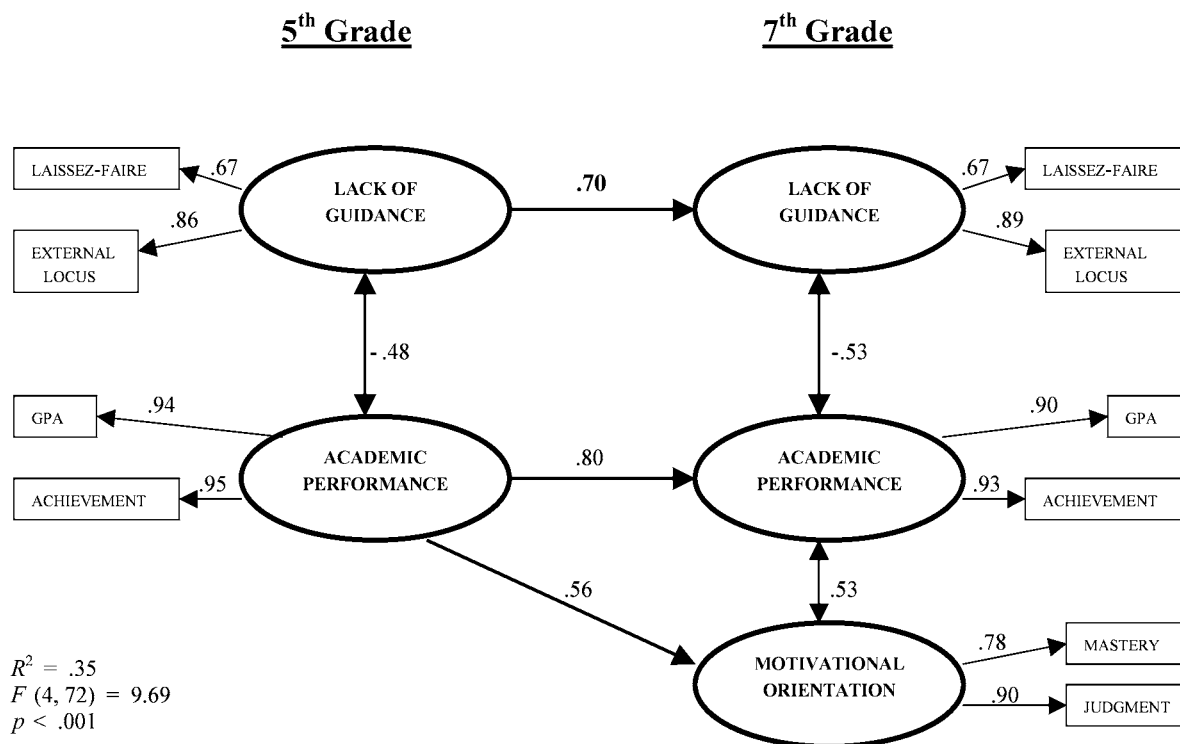 5th Grade
7th Grade
LAISSEZ-FAIRE
.67
LACK OF
GUIDANCE
.70
LACK OF
GUIDANCE
.67
LAISSEZ-FAIRE
EXTERNAL
LOCUS
.86
.89
EXTERNAL
LOCUS
- .48
-.53
GPA
.94
ACADEMIC
PERFORMANCE
.80
ACADEMIC
PERFORMANCE
.90
GPA
ACHIEVEMENT
.95
.93
ACHIEVEMENT
.56
.53
MOTIVATIONAL
ORIENTATION
.78
MASTERY
.90
JUDGMENT
R² = .35
F (4, 72) = 9.69
p < .001